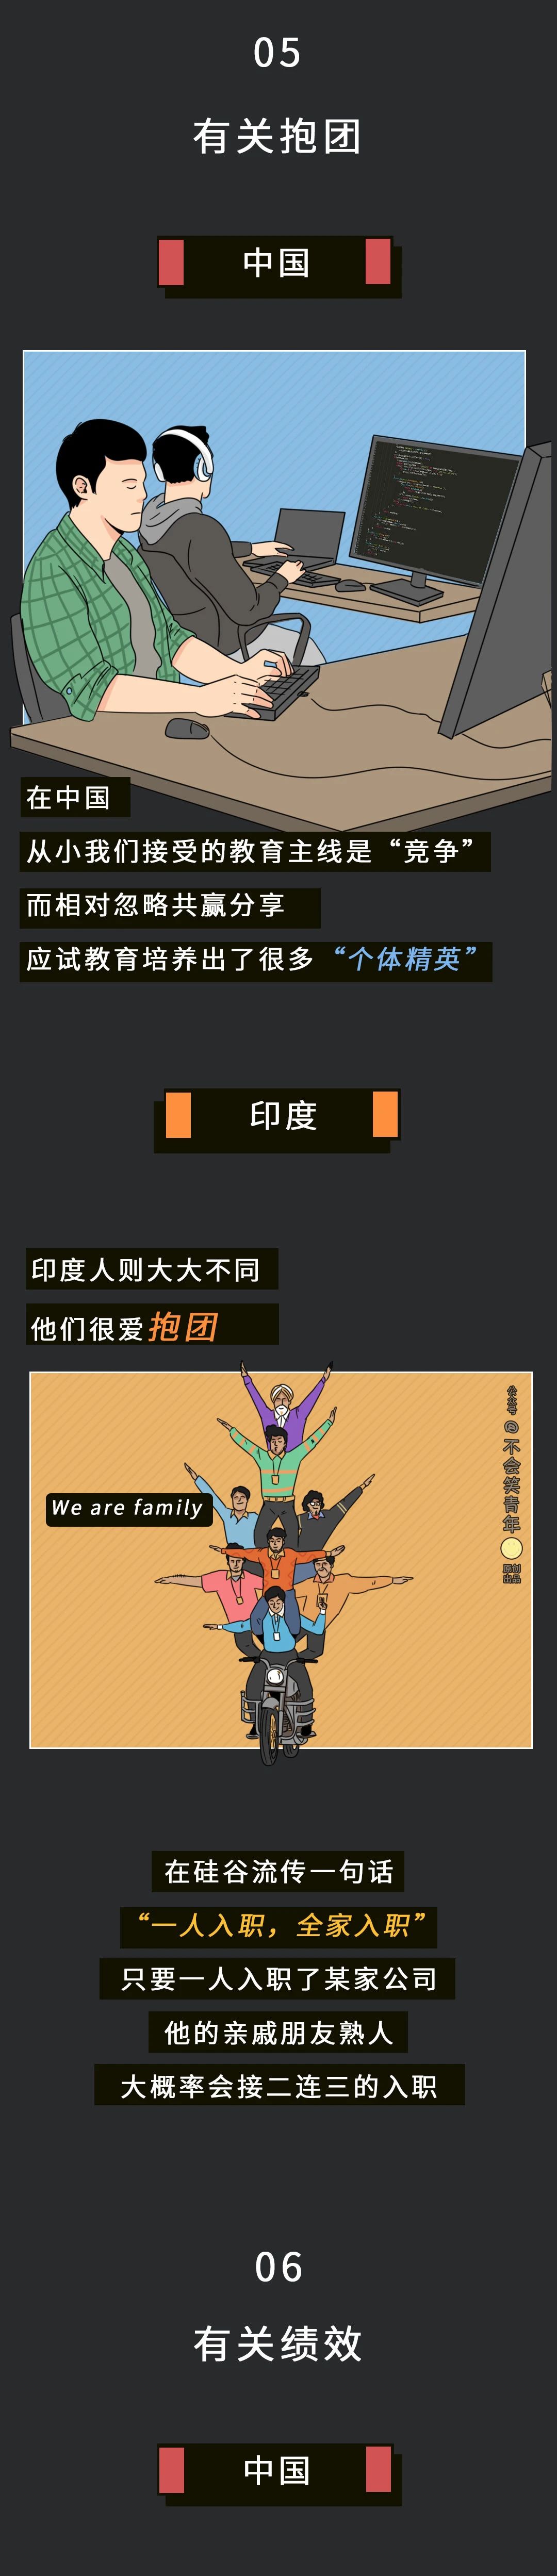 05
有关抱团
中国
在中国
从小我们接受的教育主线是“竞争”
而相对忽略共赢分享
应试教育培养出了很多“个体精英”
印度
印度人则大大不同
他们很爱抱团
We are family
公众号@不会笑青年
原创出品
在硅谷流传一句话
“一人入职，全家入职”
只要一人入职了某家公司
他的亲戚朋友熟人
大概率会接二连三的入职
06
有关绩效
中国